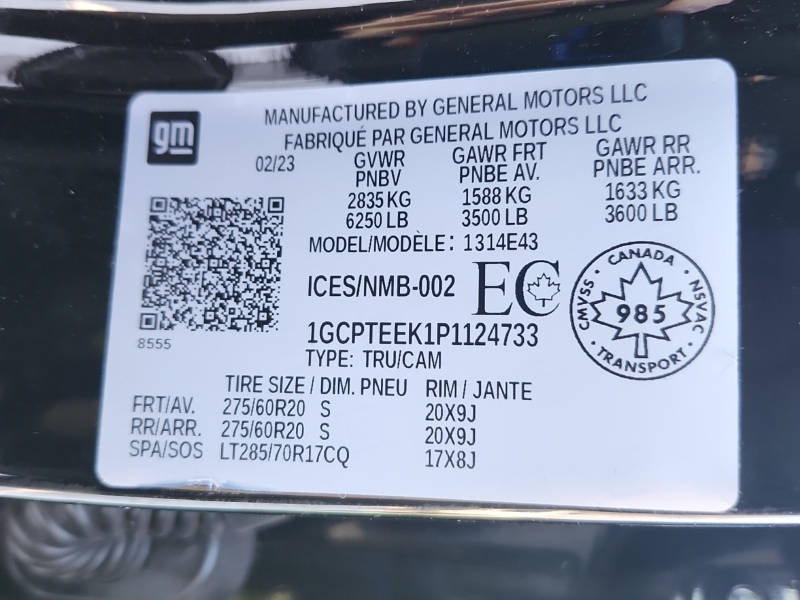 gm
MANUFACTURED BY GENERAL MOTORS LLC
FABRIQUÉ PAR GENERAL MOTORS LLC
02/23
GVWR GAWR FRT GAWR RR
PNBV PNBE AV. PNBE ARR.
2835 KG 1588 KG 1633 KG
6250 LB 3500 LB 3600 LB
MODEL/MODÈLE: 1314E43
ICES/NMB-002 EC
CANADA
CMVSS 985 NSVAC
TRANSPORT
8555
1GCPTEEK1P1124733
TYPE: TRU/CAM
TIRE SIZE / DIM. PNEU RIM / JANTE
FRT/AV. 275/60R20 S 20X9J
RR/ARR. 275/60R20 S 20X9J
SPA/SOS LT285/70R17CQ 17X8J